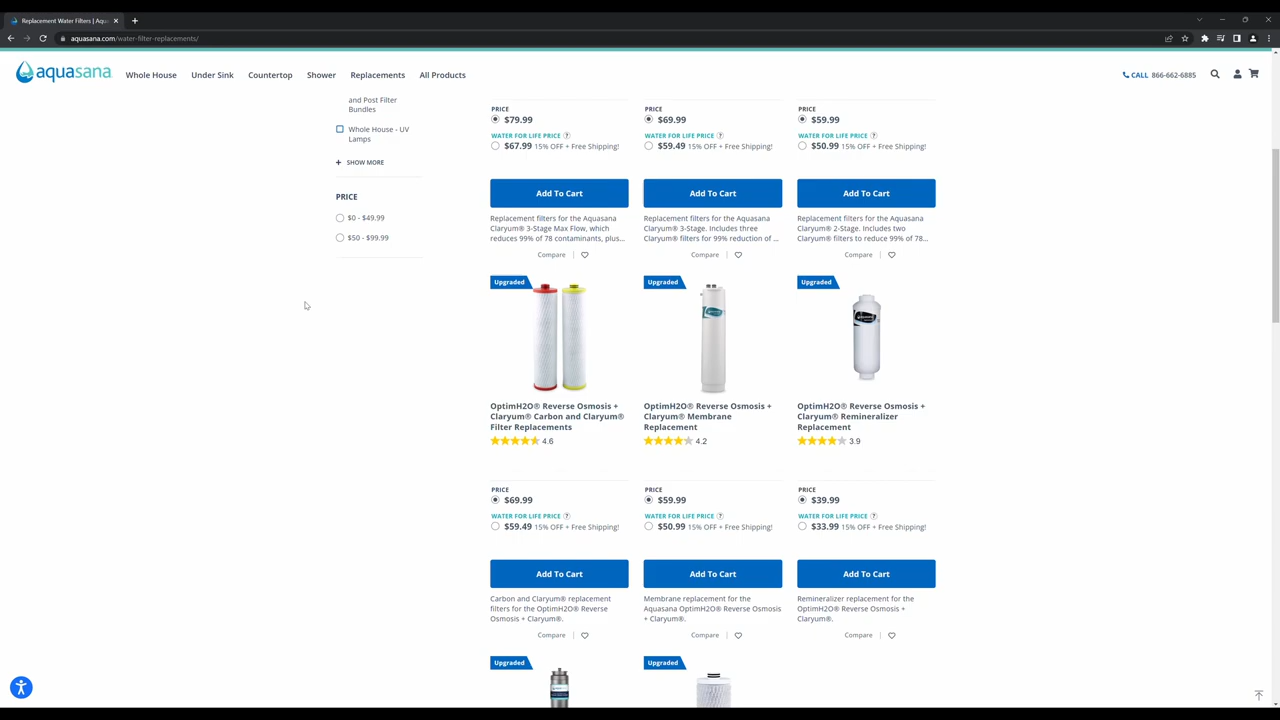 Replacement Water Filters | Aqua
aquasana.com/water-filter-replacements/
aquasana
Whole House
Under Sink
Countertop
Shower
Replacements
All Products
CALL 866-662-6885
and Post Filter
Bundles
Whole House - UV
Lamps
+ SHOW MORE
PRICE
$0 - $49.99
$50 - $99.99
PRICE
$79.99
WATER FOR LIFE PRICE ?
$67.99 15% OFF + Free Shipping!
Add To Cart
Replacement filters for the Aquasana
Claryum® 3-Stage Max Flow, which
reduces 99% of 78 contaminants, plus...
Compare
PRICE
$69.99
WATER FOR LIFE PRICE ?
$59.49 15% OFF + Free Shipping!
Add To Cart
Replacement filters for the Aquasana
Claryum® 3-Stage. Includes three
Claryum® filters for 99% reduction of ...
Compare
PRICE
$59.99
WATER FOR LIFE PRICE ?
$50.99 15% OFF + Free Shipping!
Add To Cart
Replacement filters for the Aquasana
Claryum® 2-Stage. Includes two
Claryum® filters to reduce 99% of 78...
Compare
Upgraded
OptimH2O® Reverse Osmosis +
Claryum® Carbon and Claryum®
Filter Replacements
4.6
PRICE
$69.99
WATER FOR LIFE PRICE ?
$59.49 15% OFF + Free Shipping!
Add To Cart
Carbon and Claryum® replacement
filters for the OptimH2O® Reverse
Osmosis + Claryum®.
Compare
Upgraded
OptimH2O® Reverse Osmosis +
Claryum® Membrane
Replacement
4.2
PRICE
$59.99
WATER FOR LIFE PRICE ?
$50.99 15% OFF + Free Shipping!
Add To Cart
Membrane replacement for the
Aquasana OptimH2O® Reverse Osmosis
+ Claryum®.
Compare
Upgraded
OptimH2O® Reverse Osmosis +
Claryum® Remineralizer
Replacement
3.9
PRICE
$39.99
WATER FOR LIFE PRICE ?
$33.99 15% OFF + Free Shipping!
Add To Cart
Remineralizer replacement for the
OptimH2O® Reverse Osmosis +
Claryum®.
Compare
Upgraded
Upgraded